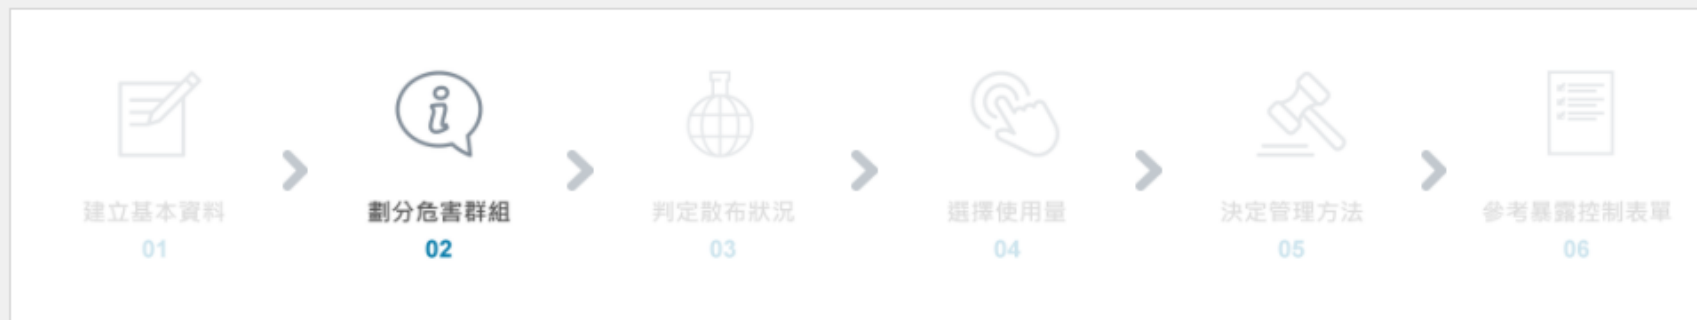 建立基本資料 劃分危害群組 判定散布狀況 選擇使用量 決定管理方法 參考暴露控制表單
01 02 03 04 05 06